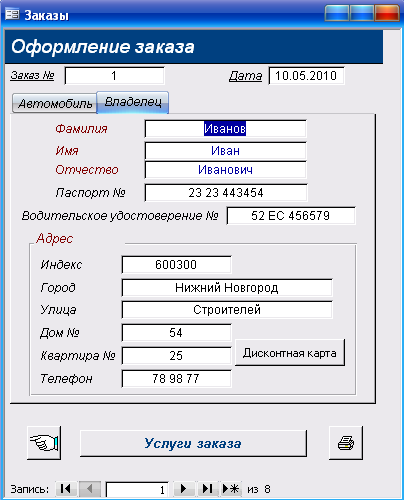 Заказы
Оформление заказа
Заказ № 1 Дата 10.05.2010
Автомобиль Владелец
Фамилия Иванов
Имя Иван
Отчество Иванович
Паспорт № 23 23 443454
Водительское удостоверение № 52 ЕС 456579
Адрес
Индекс 600300
Город Нижний Новгород
Улица Строителей
Дом № 54
Квартира № 25 Дисконтная карта
Телефон 78 98 77
Услуги заказа
Запись: 1 из 8